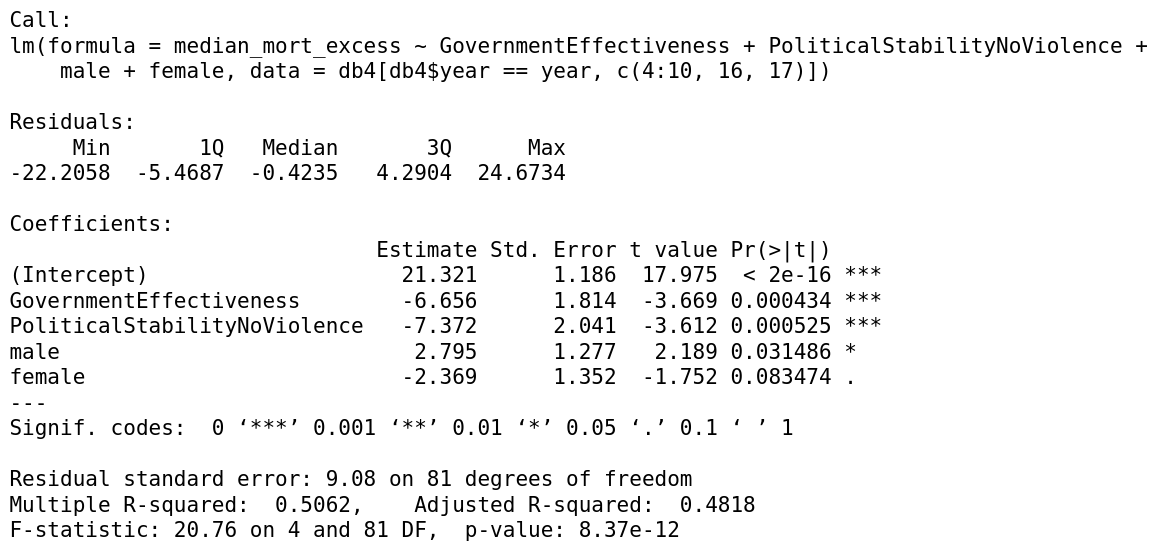 Call:
lm(formula = median_mort_excess ~ GovernmentEffectiveness + PoliticalStabilityNoViolence +
    male + female, data = db4[db4$year == year, c(4:10, 16, 17)])

Residuals:
     Min       1Q   Median       3Q      Max
-22.2058  -5.4687  -0.4235   4.2904  24.6734

Coefficients:
                             Estimate Std. Error t value Pr(>|t|)
(Intercept)                    21.321      1.186  17.975  < 2e-16 ***
GovernmentEffectiveness        -6.656      1.814  -3.669 0.000434 ***
PoliticalStabilityNoViolence   -7.372      2.041  -3.612 0.000525 ***
male                            2.795      1.277   2.189 0.031486 *
female                         -2.369      1.352  -1.752 0.083474 .
---
Signif. codes:  0 ‘***’ 0.001 ‘**’ 0.01 ‘*’ 0.05 ‘.’ 0.1 ‘ ’ 1

Residual standard error: 9.08 on 81 degrees of freedom
Multiple R-squared:  0.5062,    Adjusted R-squared:  0.4818
F-statistic: 20.76 on 4 and 81 DF,  p-value: 8.37e-12